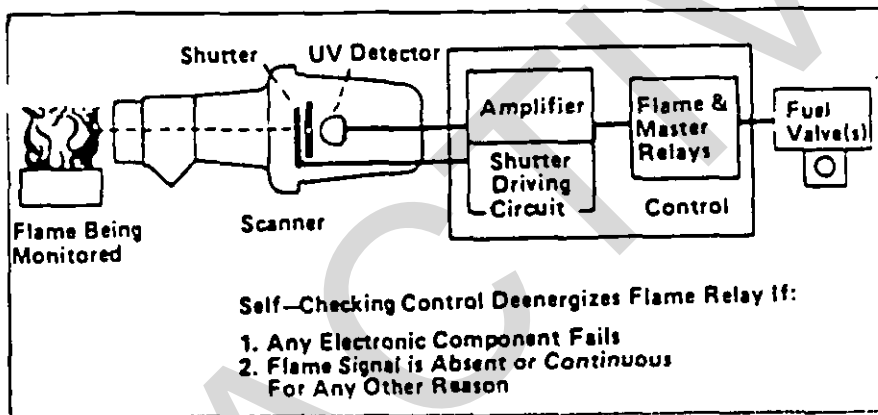 Shutter
UV Detector
Amplifier
Flame &
Master
Relays
Fuel
Valve(s)
Shutter
Driving
Circuit
Control
Scanner
Flame Being
Monitored
Self—Checking Control Deenergizes Flame Relay If:
1. Any Electronic Component Fails
2. Flame Signal is Absent or Continuous
For Any Other Reason